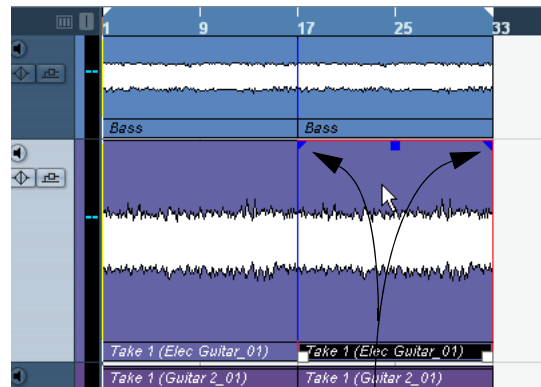 1 9 17 25 33
Bass Bass
Take 1 (Elec Guitar_01) Take 1 (Elec Guitar_01)
Take 1 (Guitar 2_01) Take 1 (Guitar 2_01)